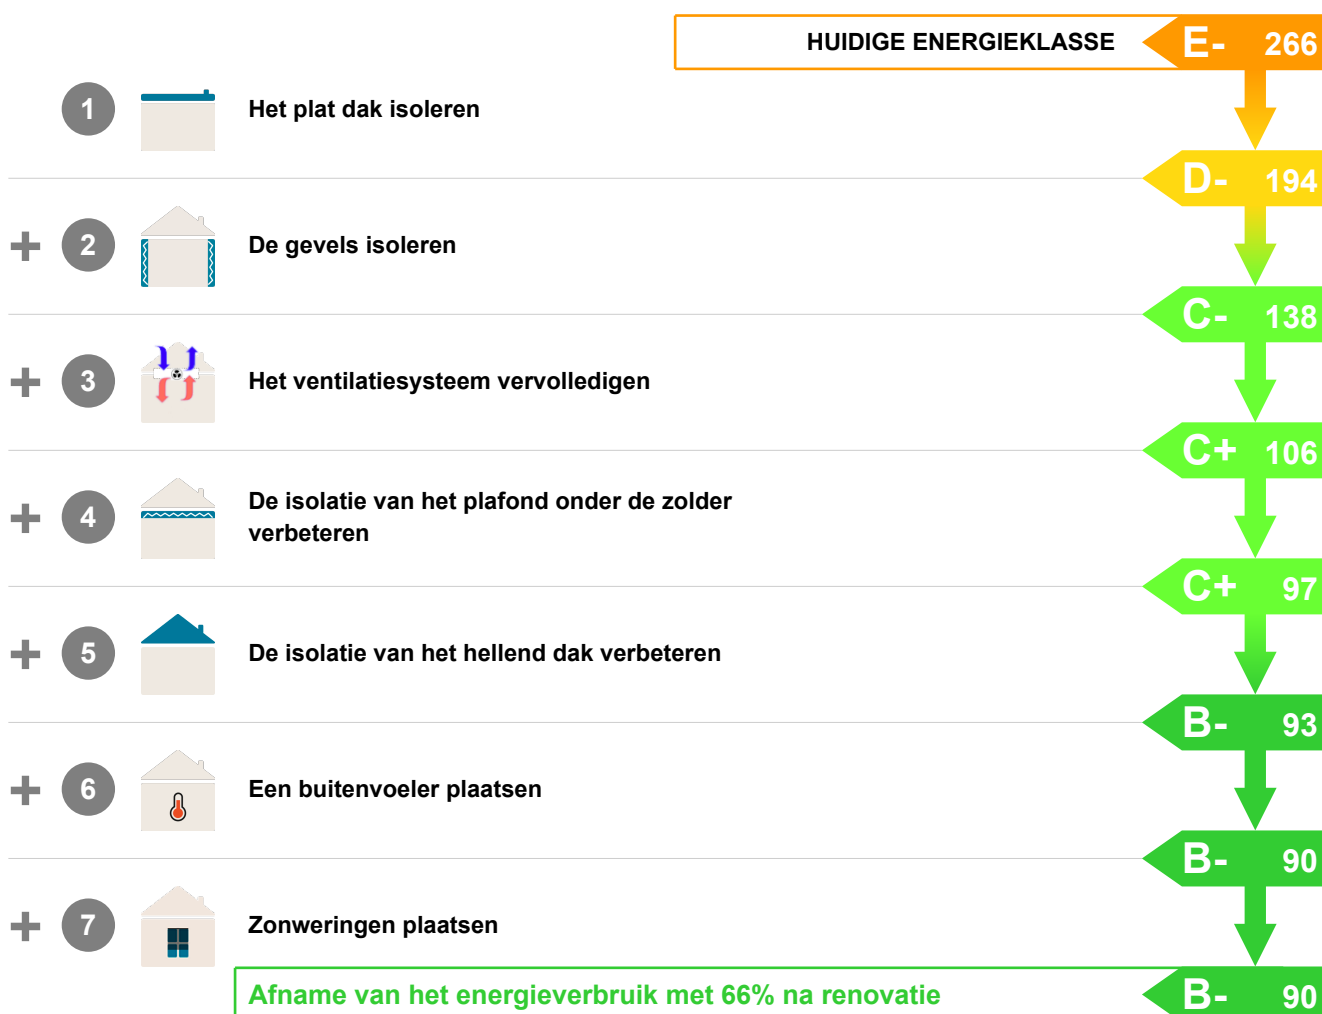 HUIDIGE ENERGIEKLASSE E- 266
1 Het plat dak isoleren
D- 194
+ 2 De gevels isoleren
C- 138
+ 3 Het ventilatiesysteem vervolledigen
C+ 106
+ 4 De isolatie van het plafond onder de zolder
verbeteren
C+ 97
+ 5 De isolatie van het hellend dak verbeteren
B- 93
+ 6 Een buitenvoeler plaatsen
B- 90
+ 7 Zonweringen plaatsen
Afname van het energieverbruik met 66% na renovatie B- 90